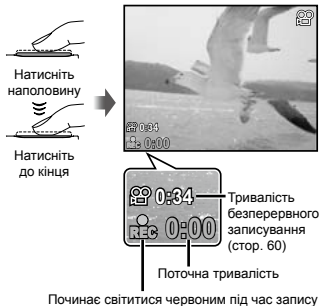 Натисніть
наполовину
Натисніть
до кінця
0:34
REC 0:00
0:34
REC 0:00
Тривалість
безперервного
записування
(стор. 60)
Поточна тривалість
Починає світитися червоним під час запису